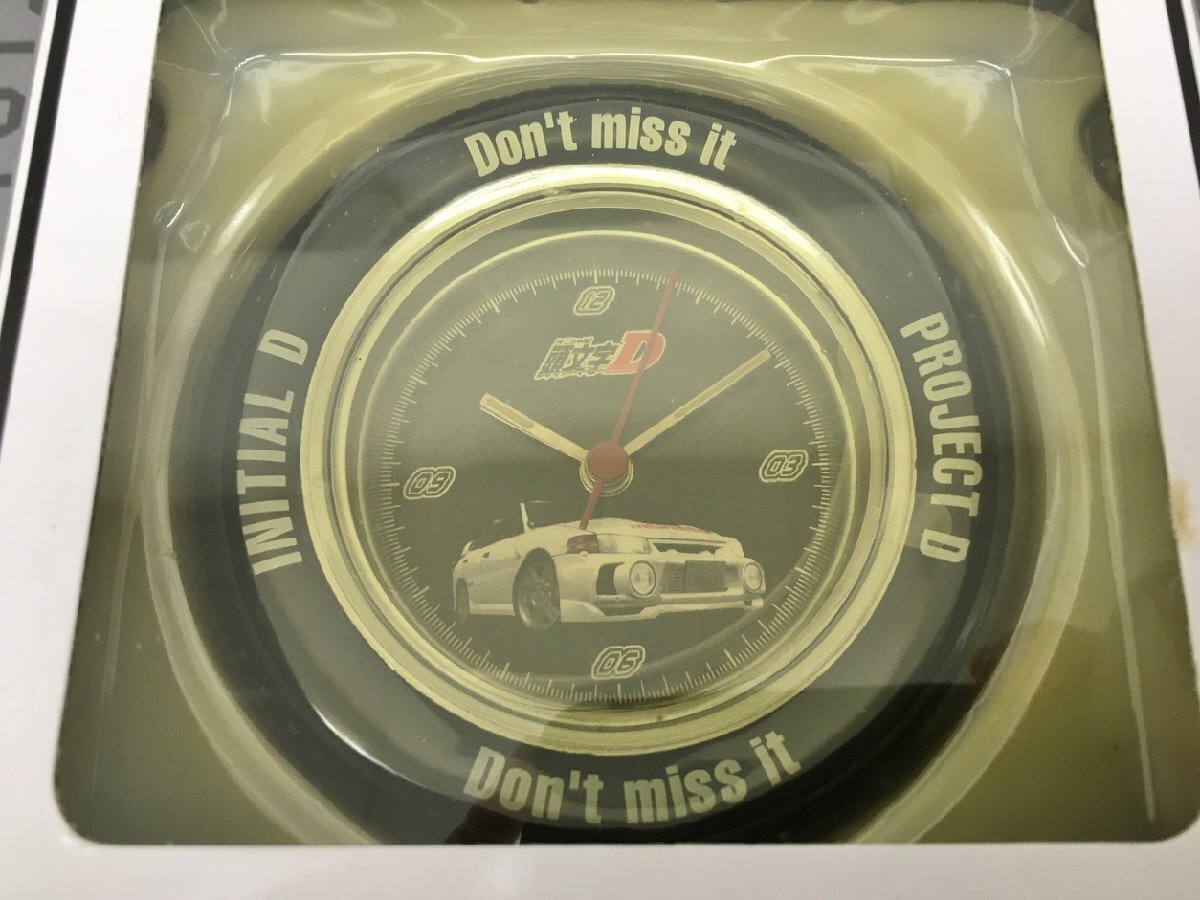 Don't miss it
12
頭文字D
INITIAL D
PROJECT D
09
03
06
Don't miss it